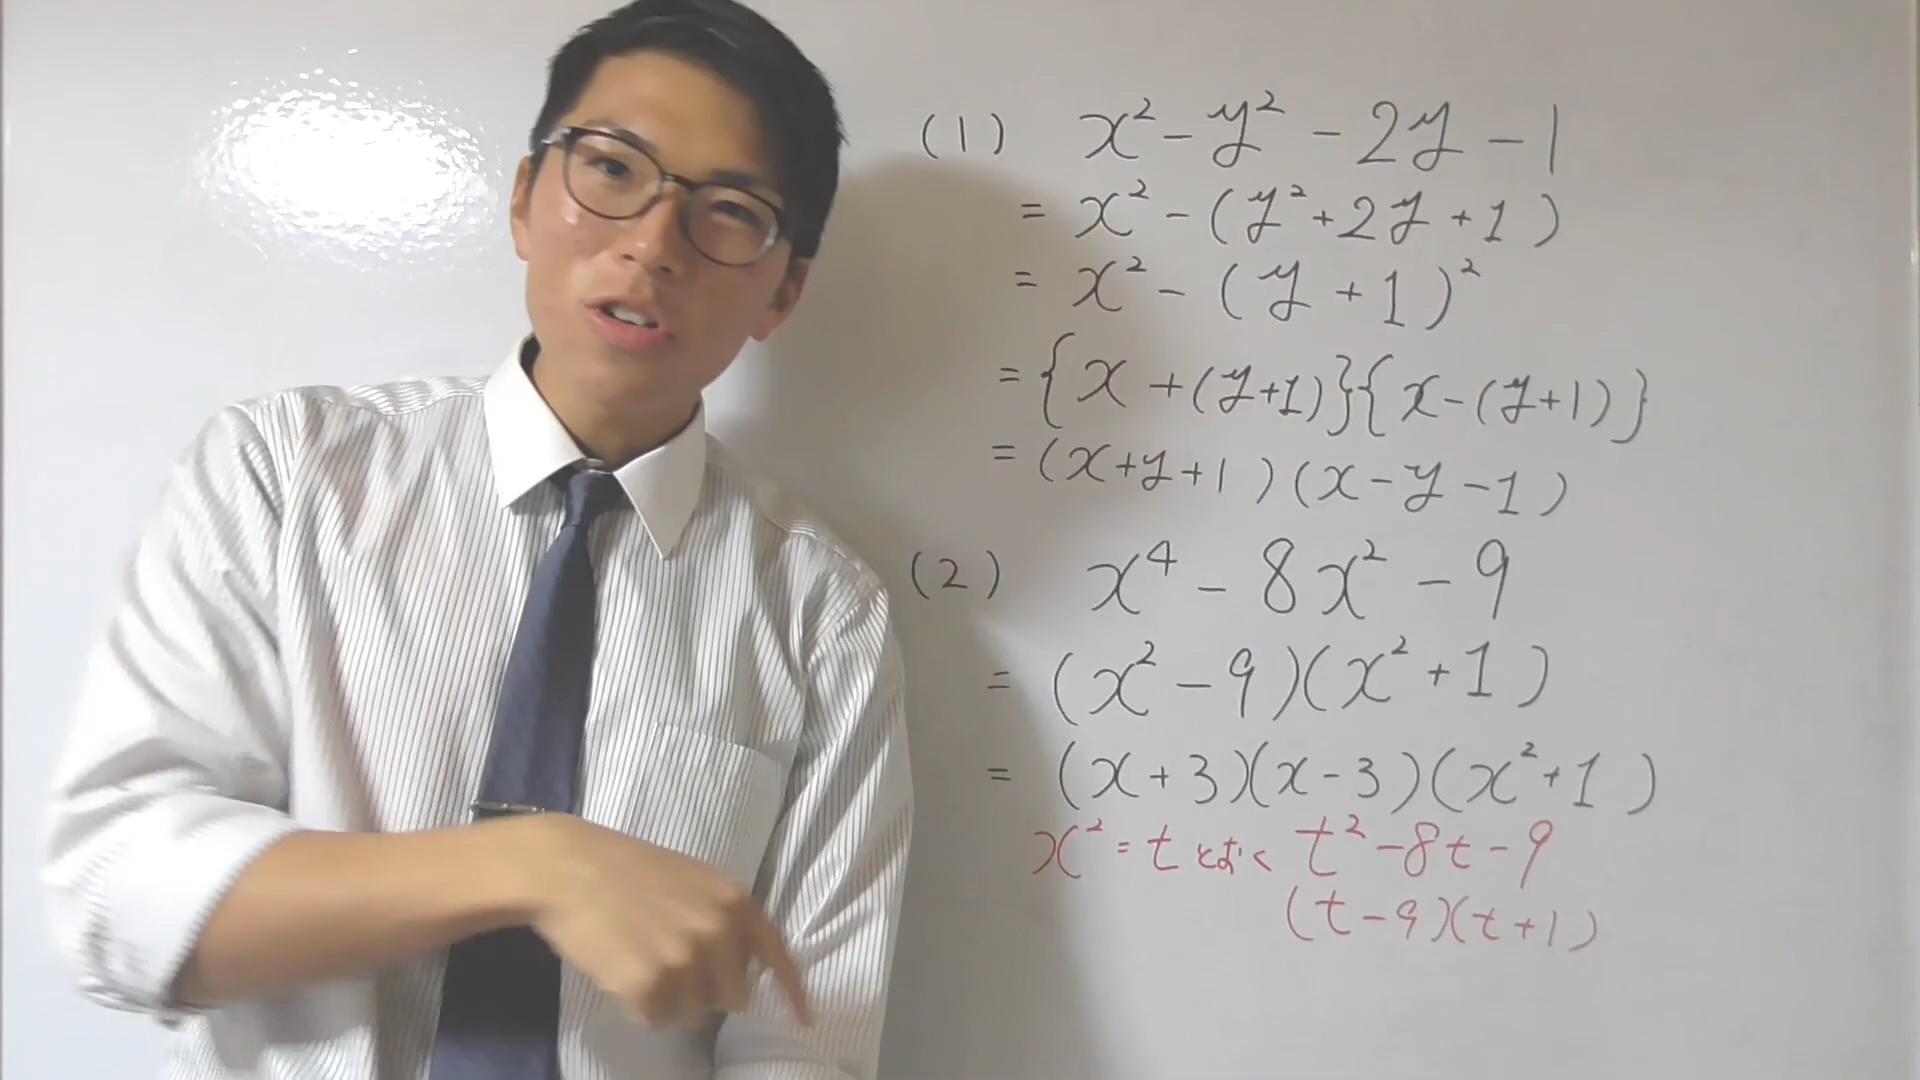 (1) x² - y² - 2y - 1
= x² - (y² + 2y + 1)
= x² - (y + 1)²
= {x + (y+1)}{x - (y+1)}
= (x+y+1)(x-y-1)
(2) x⁴ - 8x² - 9
= (x² - 9)(x² + 1)
= (x+3)(x-3)(x²+1)
x² = t とおく t² - 8t - 9
(t-9)(t+1)